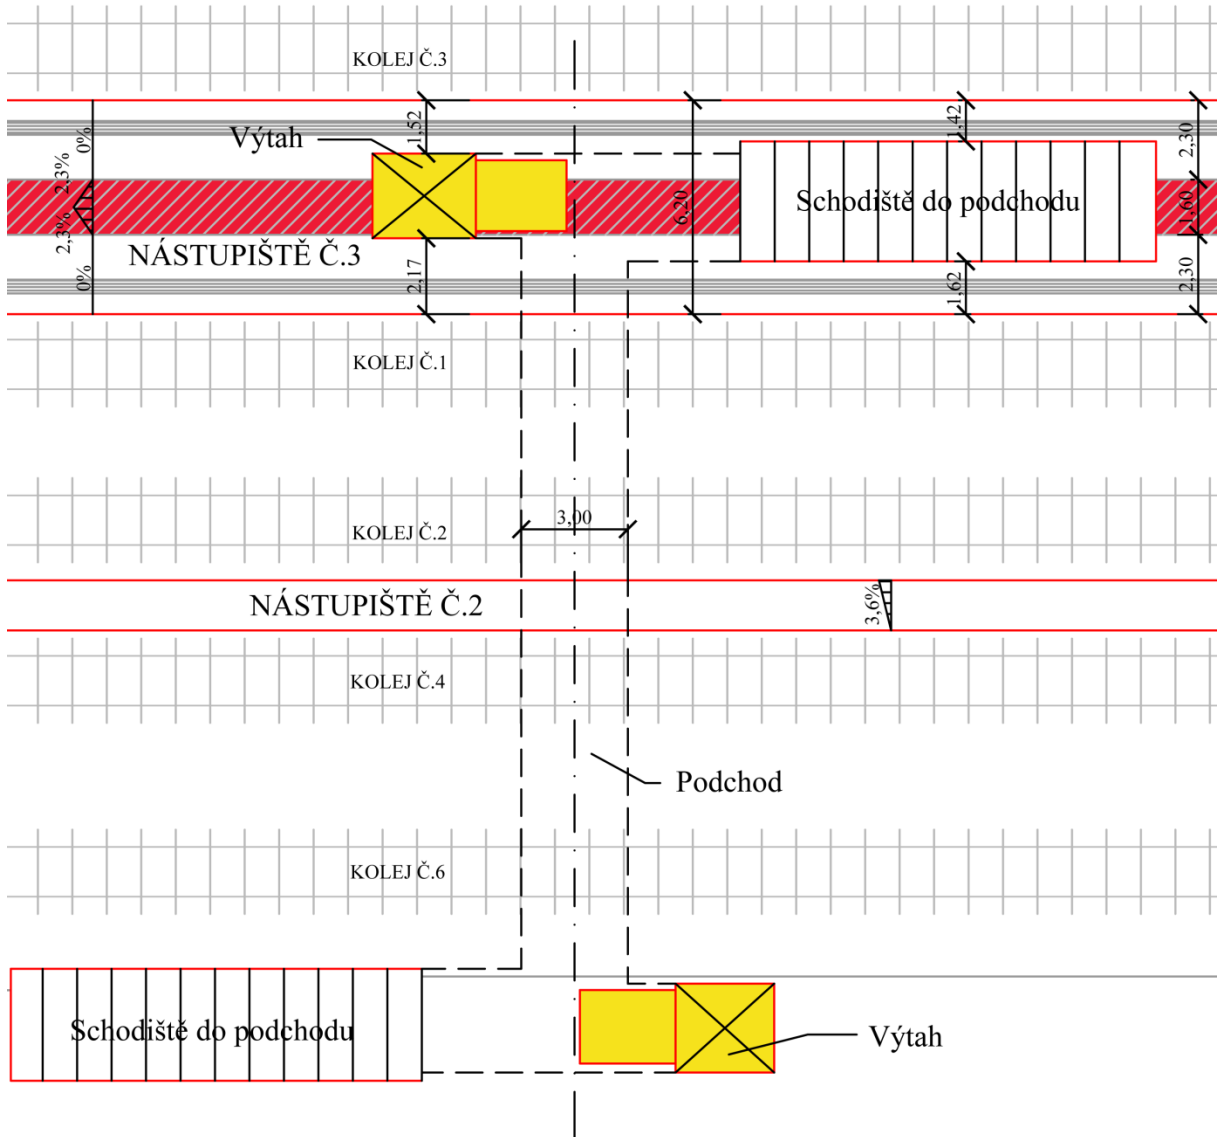 KOLEJ Č.3
0%
2,3%
2,3%
0%
Výtah
1,52
2,17
6,20
1,42
1,62
2,30
1,60
2,30
Schodiště do podchodu
NÁSTUPIŠTĚ Č.3
KOLEJ Č.1
3,00
KOLEJ Č.2
NÁSTUPIŠTĚ Č.2
3,6%
KOLEJ Č.4
Podchod
KOLEJ Č.6
Schodiště do podchodu
Výtah